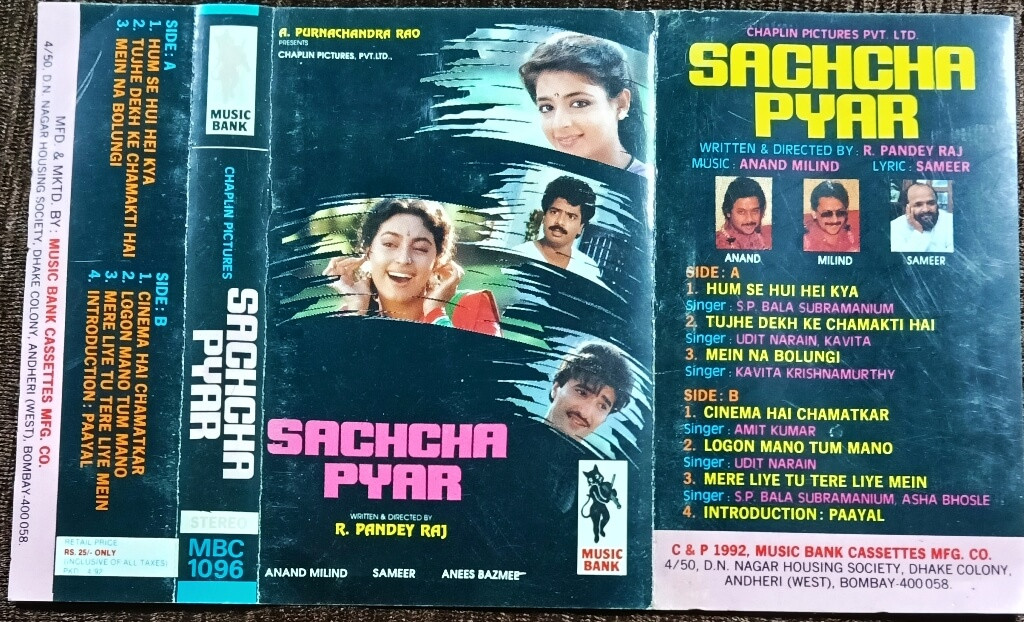 MFD. & MKTD. BY : MUSIC BANK CASSETTES MFG. CO.
4/50, D.N. NAGAR HOUSING SOCIETY, DHAKE COLONY, ANDHERI (WEST), BOMBAY-400 058.
SIDE : A
1. HUM SE HUI HEI KYA
2. TUJHE DEKH KE CHAMAKTI HAI
3. MEIN NA BOLUNGI
SIDE : B
1. CINEMA HAI CHAMATKAR
2. LOGON MANO TUM MANO
3. MERE LIYE TU TERE LIYE MEIN
4. INTRODUCTION : PAAYAL
RETAIL PRICE
RS. 25/- ONLY
(INCLUSIVE OF ALL TAXES)
PKD. 4.92
MUSIC
BANK
CHAPLIN PICTURES
SACHCHA
PYAR
STEREO
MBC
1096
A. PURNACHANDRA RAO
PRESENTS
CHAPLIN PICTURES, PVT.LTD.,
SACHCHA
PYAR
WRITTEN & DIRECTED BY
R. PANDEY RAJ
ANAND MILIND SAMEER ANEES BAZMEE
MUSIC
BANK
CHAPLIN PICTURES PVT. LTD.
SACHCHA
PYAR
WRITTEN & DIRECTED BY : R. PANDEY RAJ
MUSIC : ANAND MILIND LYRIC : SAMEER
ANAND MILIND SAMEER
SIDE : A
1. HUM SE HUI HEI KYA
Singer : S.P. BALA SUBRAMANIUM
2. TUJHE DEKH KE CHAMAKTI HAI
Singer : UDIT NARAIN, KAVITA
3. MEIN NA BOLUNGI
Singer : KAVITA KRISHNAMURTHY
SIDE : B
1. CINEMA HAI CHAMATKAR
Singer : AMIT KUMAR
2. LOGON MANO TUM MANO
Singer : UDIT NARAIN
3. MERE LIYE TU TERE LIYE MEIN
Singer : S.P. BALA SUBRAMANIUM, ASHA BHOSLE
4. INTRODUCTION : PAAYAL
C & P 1992, MUSIC BANK CASSETTES MFG. CO.
4/50, D.N. NAGAR HOUSING SOCIETY, DHAKE COLONY,
ANDHERI (WEST), BOMBAY-400 058.